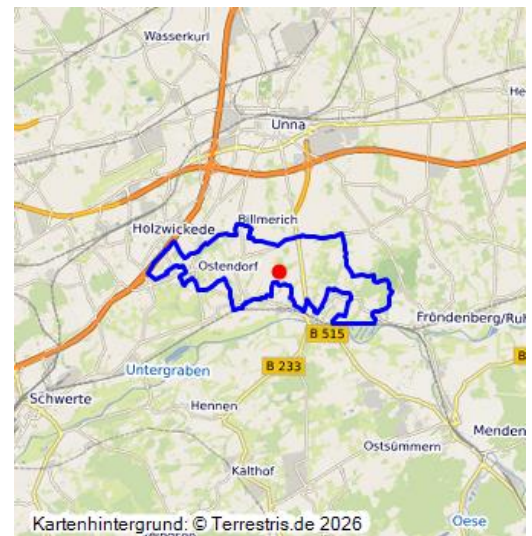 Wasserkurl
Unna
He
Holzwickede
Billmerich
Ostendorf
Fröndenberg/Ruh
B 515
Untergraben
B 233
B
Schwerte
Hennen
Menden
Ostsümmern
Kalthof
Oese
Kartenhintergrund: © Terrestris.de 2026